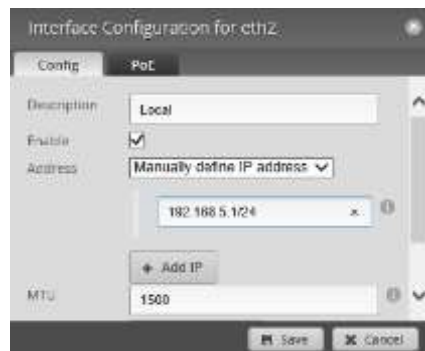 Interface Configuration for eth2
Config PoE
Description Local
Enable
Address Manually define IP address
192.168.5.1/24
+ Add IP
MTU 1500
Save Cancel